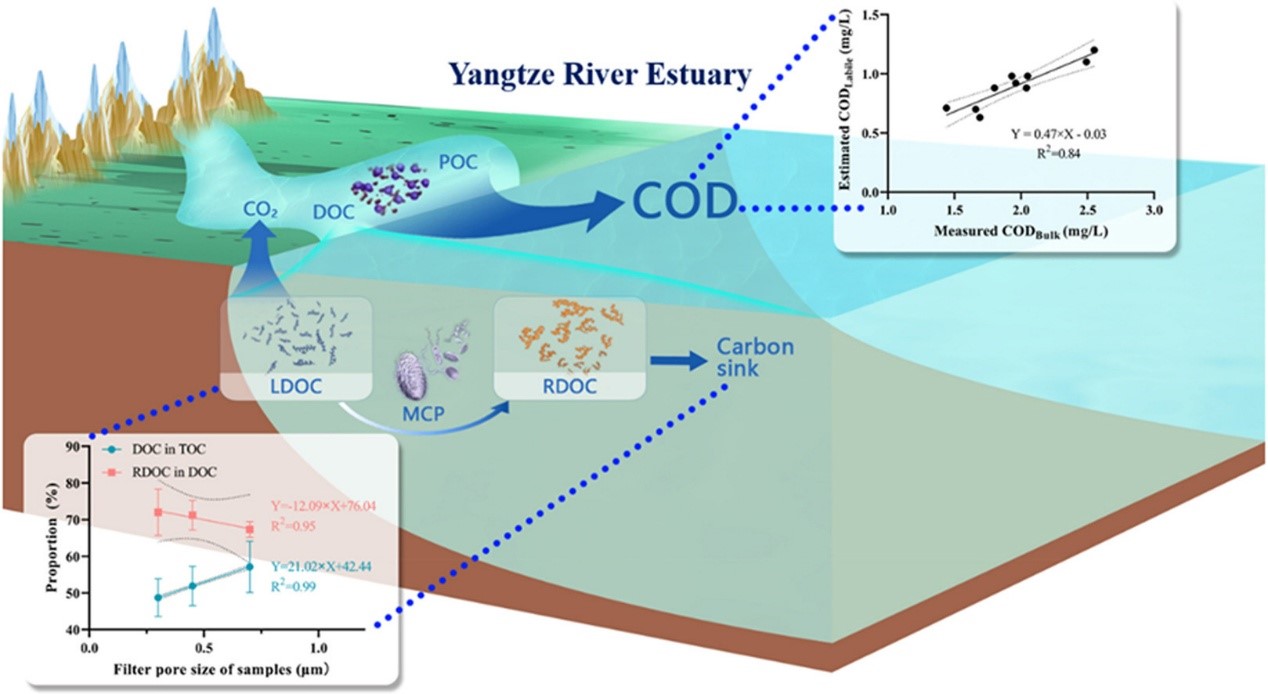 Yangtze River Estuary
POC
DOC
CO₂
COD
LDOC
MCP
RDOC
Carbon
sink
Estimated COD_Labile (mg/L)
1.5
1.0
0.5
0.0
Y = 0.47×X - 0.03
R²=0.84
1.0 1.5 2.0 2.5 3.0
Measured COD_Bulk (mg/L)
Proportion (%)
90
80
70
60
50
40
DOC in TOC
RDOC in DOC
Y=-12.09×X+76.04
R²=0.95
Y=21.02×X+42.44
R²=0.99
0.0 0.5 1.0
Filter pore size of samples (μm)